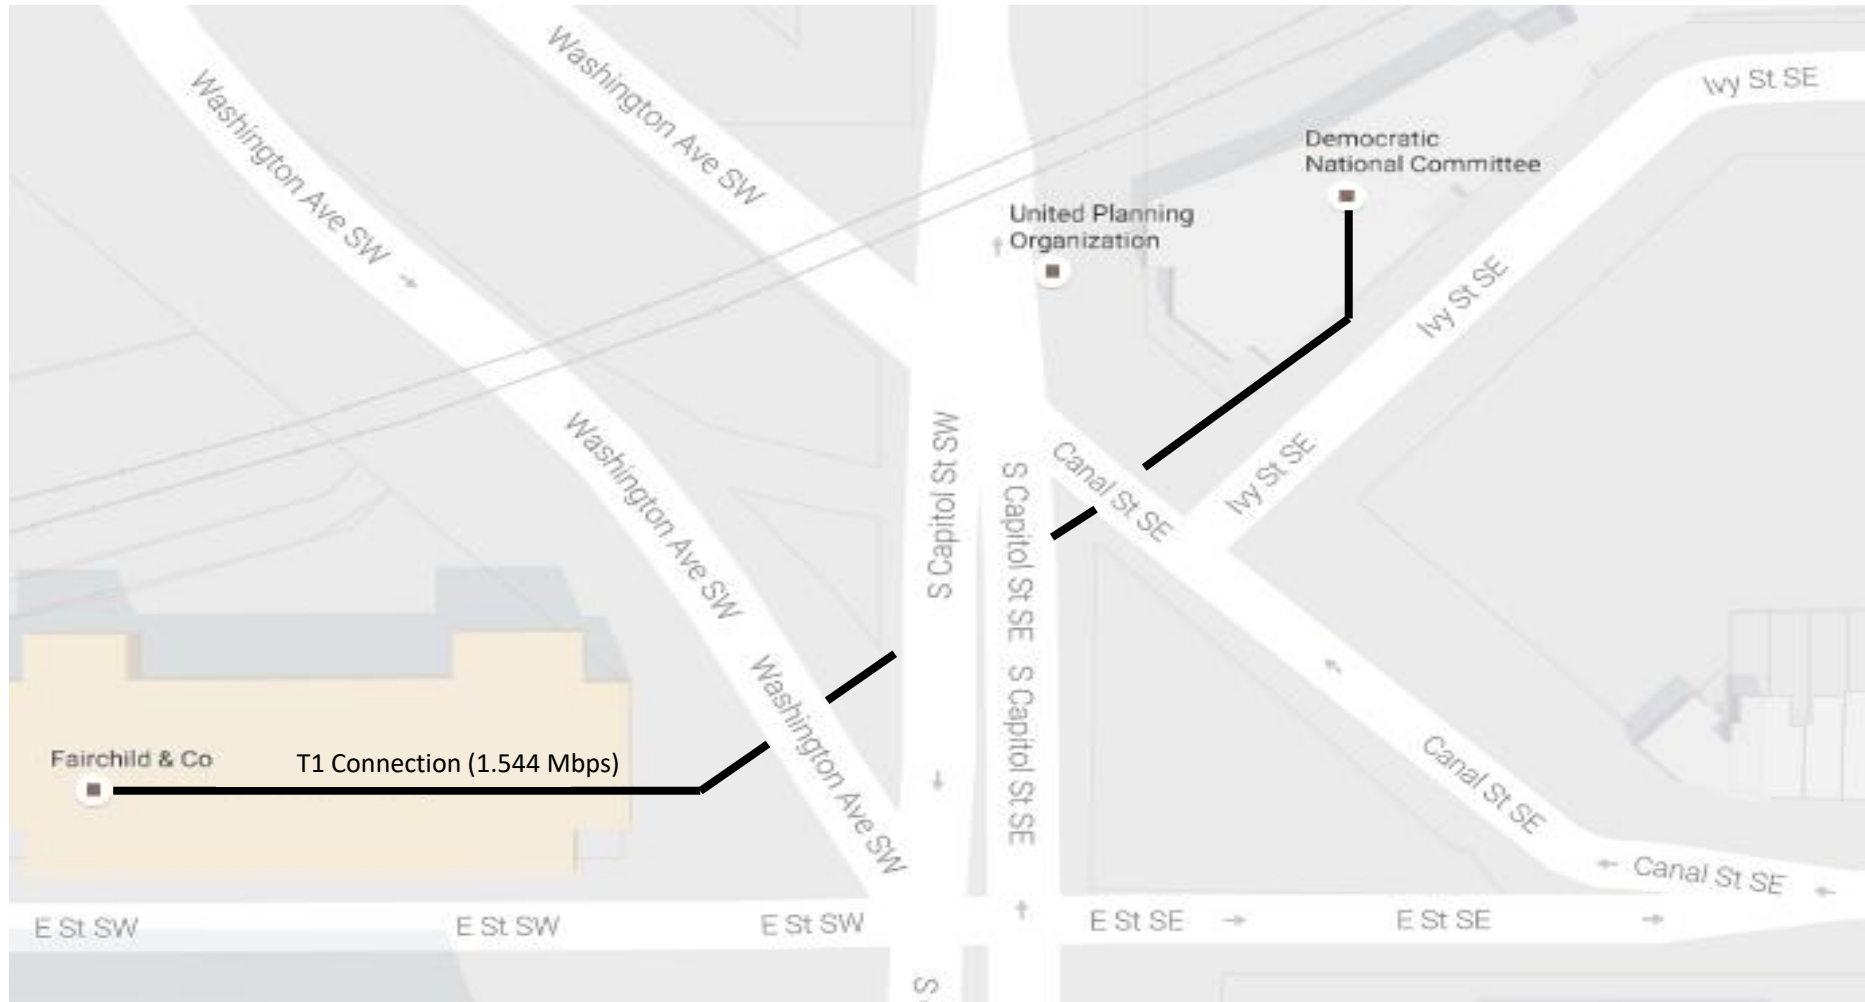 Washington Ave SW
Washington Ave SW
Ivy St SE
Democratic
National Committee
United Planning
Organization
Ivy St SE
Washington Ave SW
S Capitol St SW
S Capitol St SE
Canal St SE
Ivy St SE
Washington Ave SW
S Capitol St SE
Fairchild & Co
T1 Connection (1.544 Mbps)
Canal St SE
Canal St SE
E St SW
E St SW
E St SW
E St SE
E St SE
S